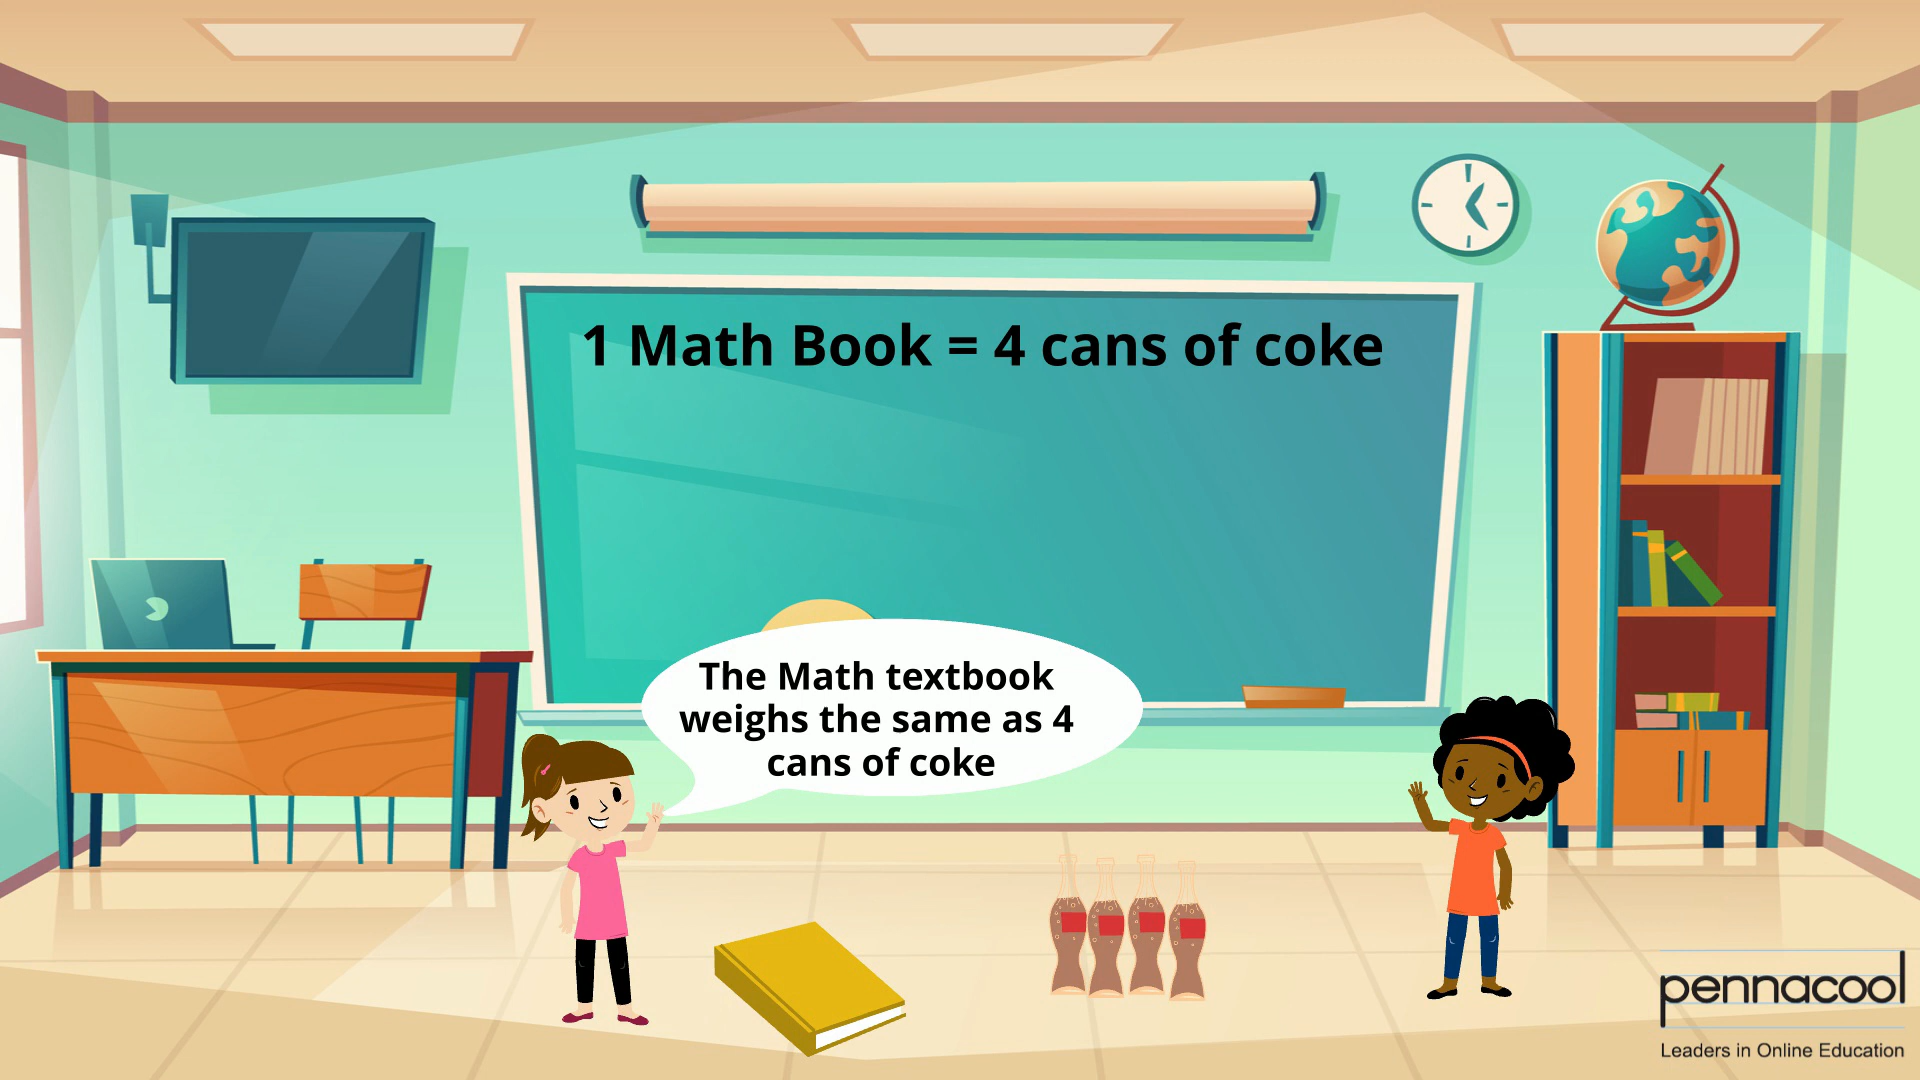 1 Math Book = 4 cans of coke
The Math textbook
weighs the same as 4
cans of coke
pennacool
Leaders in Online Education